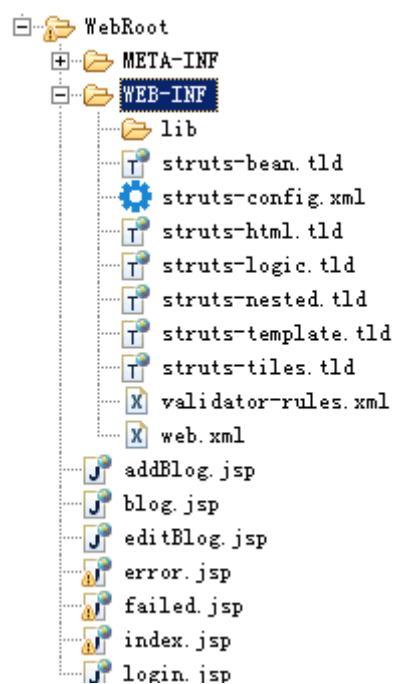 WebRoot
META-INF
WEB-INF
lib
struts-bean.tld
struts-config.xml
struts-html.tld
struts-logic.tld
struts-nested.tld
struts-template.tld
struts-tiles.tld
validator-rules.xml
web.xml
addBlog.jsp
blog.jsp
editBlog.jsp
error.jsp
failed.jsp
index.jsp
login.jsp